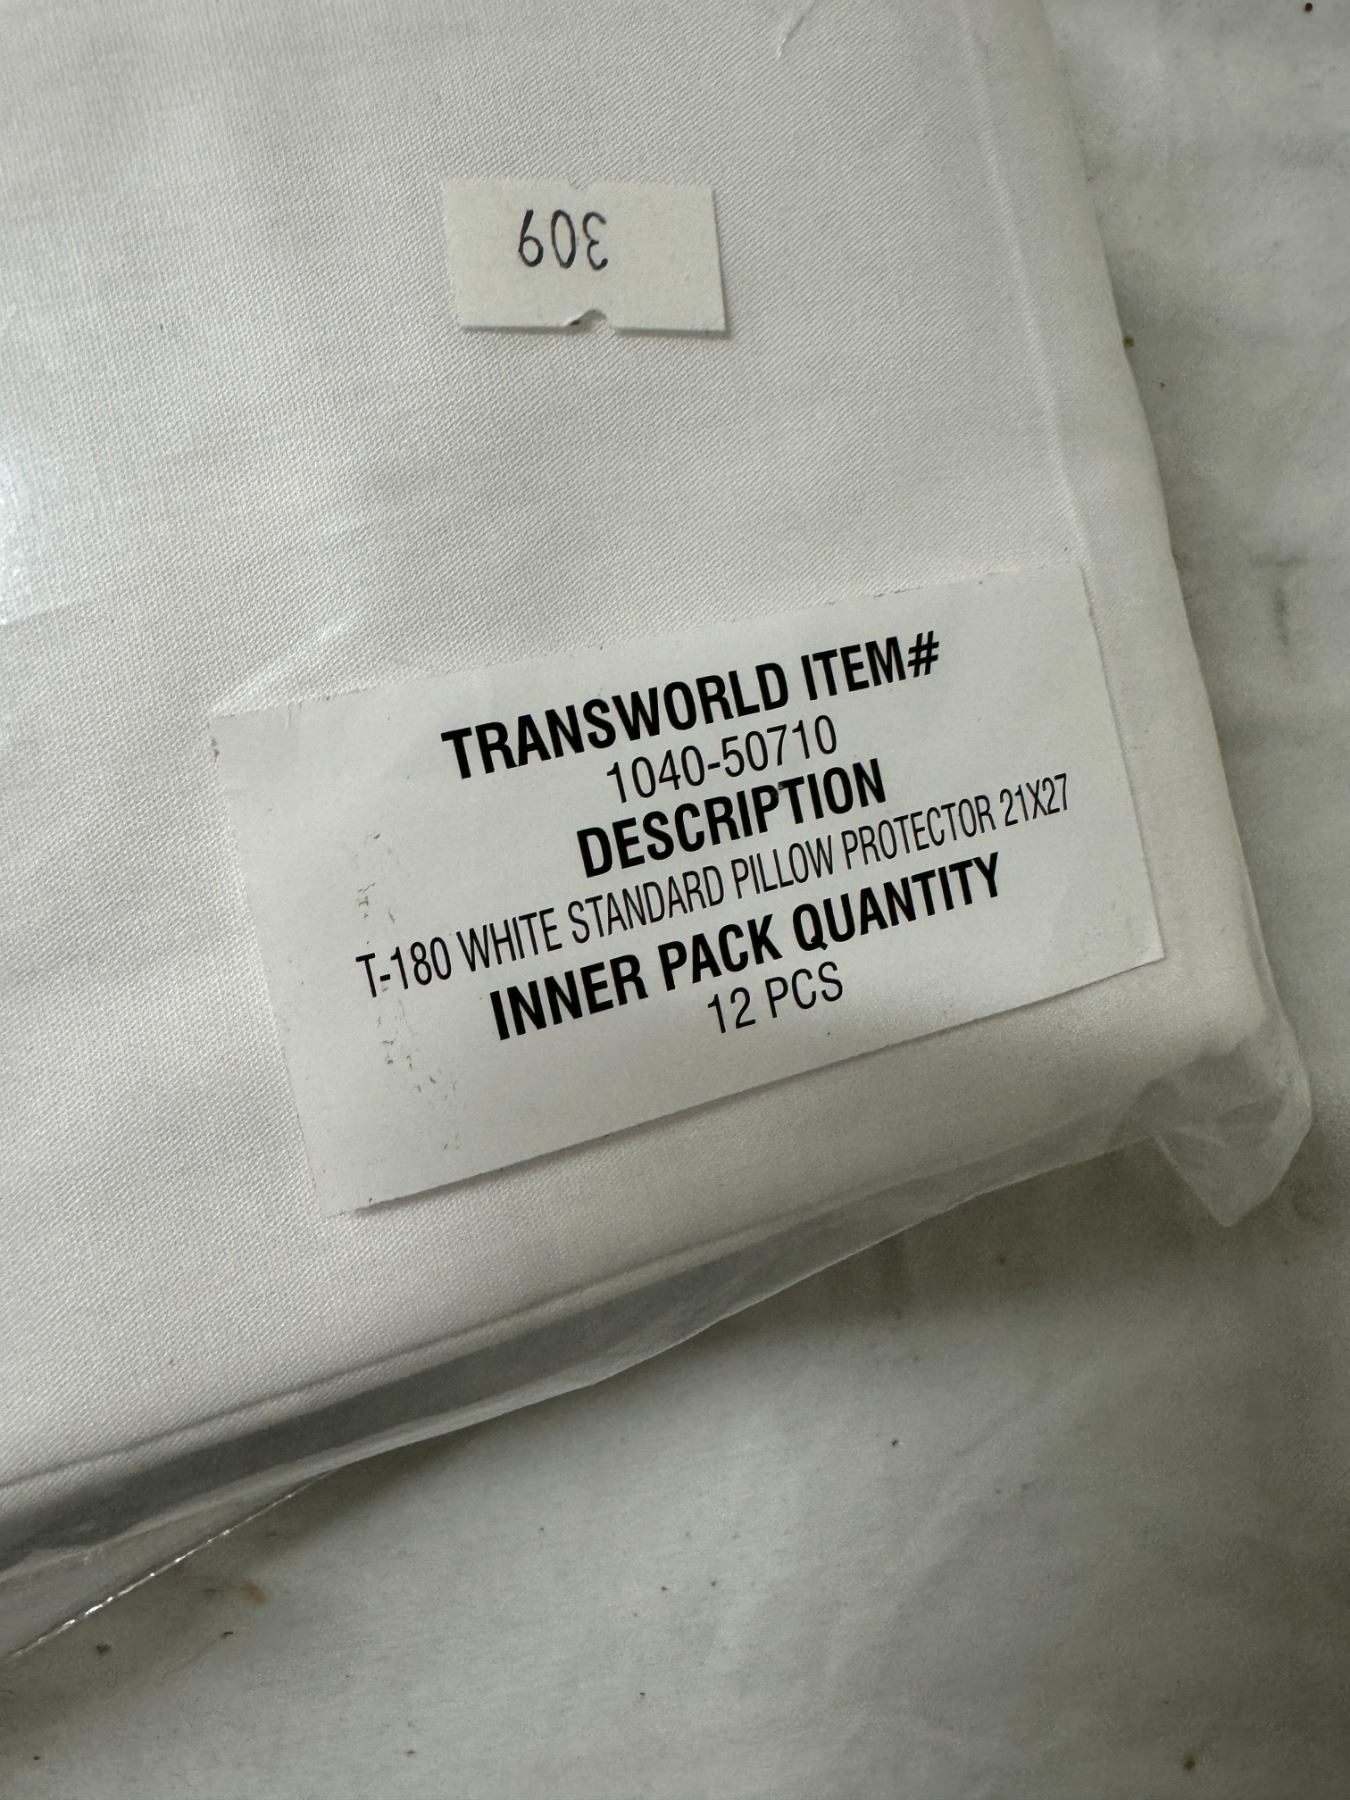 309
TRANSWORLD ITEM#
1040-50710
DESCRIPTION
T-180 WHITE STANDARD PILLOW PROTECTOR 21X27
INNER PACK QUANTITY
12 PCS